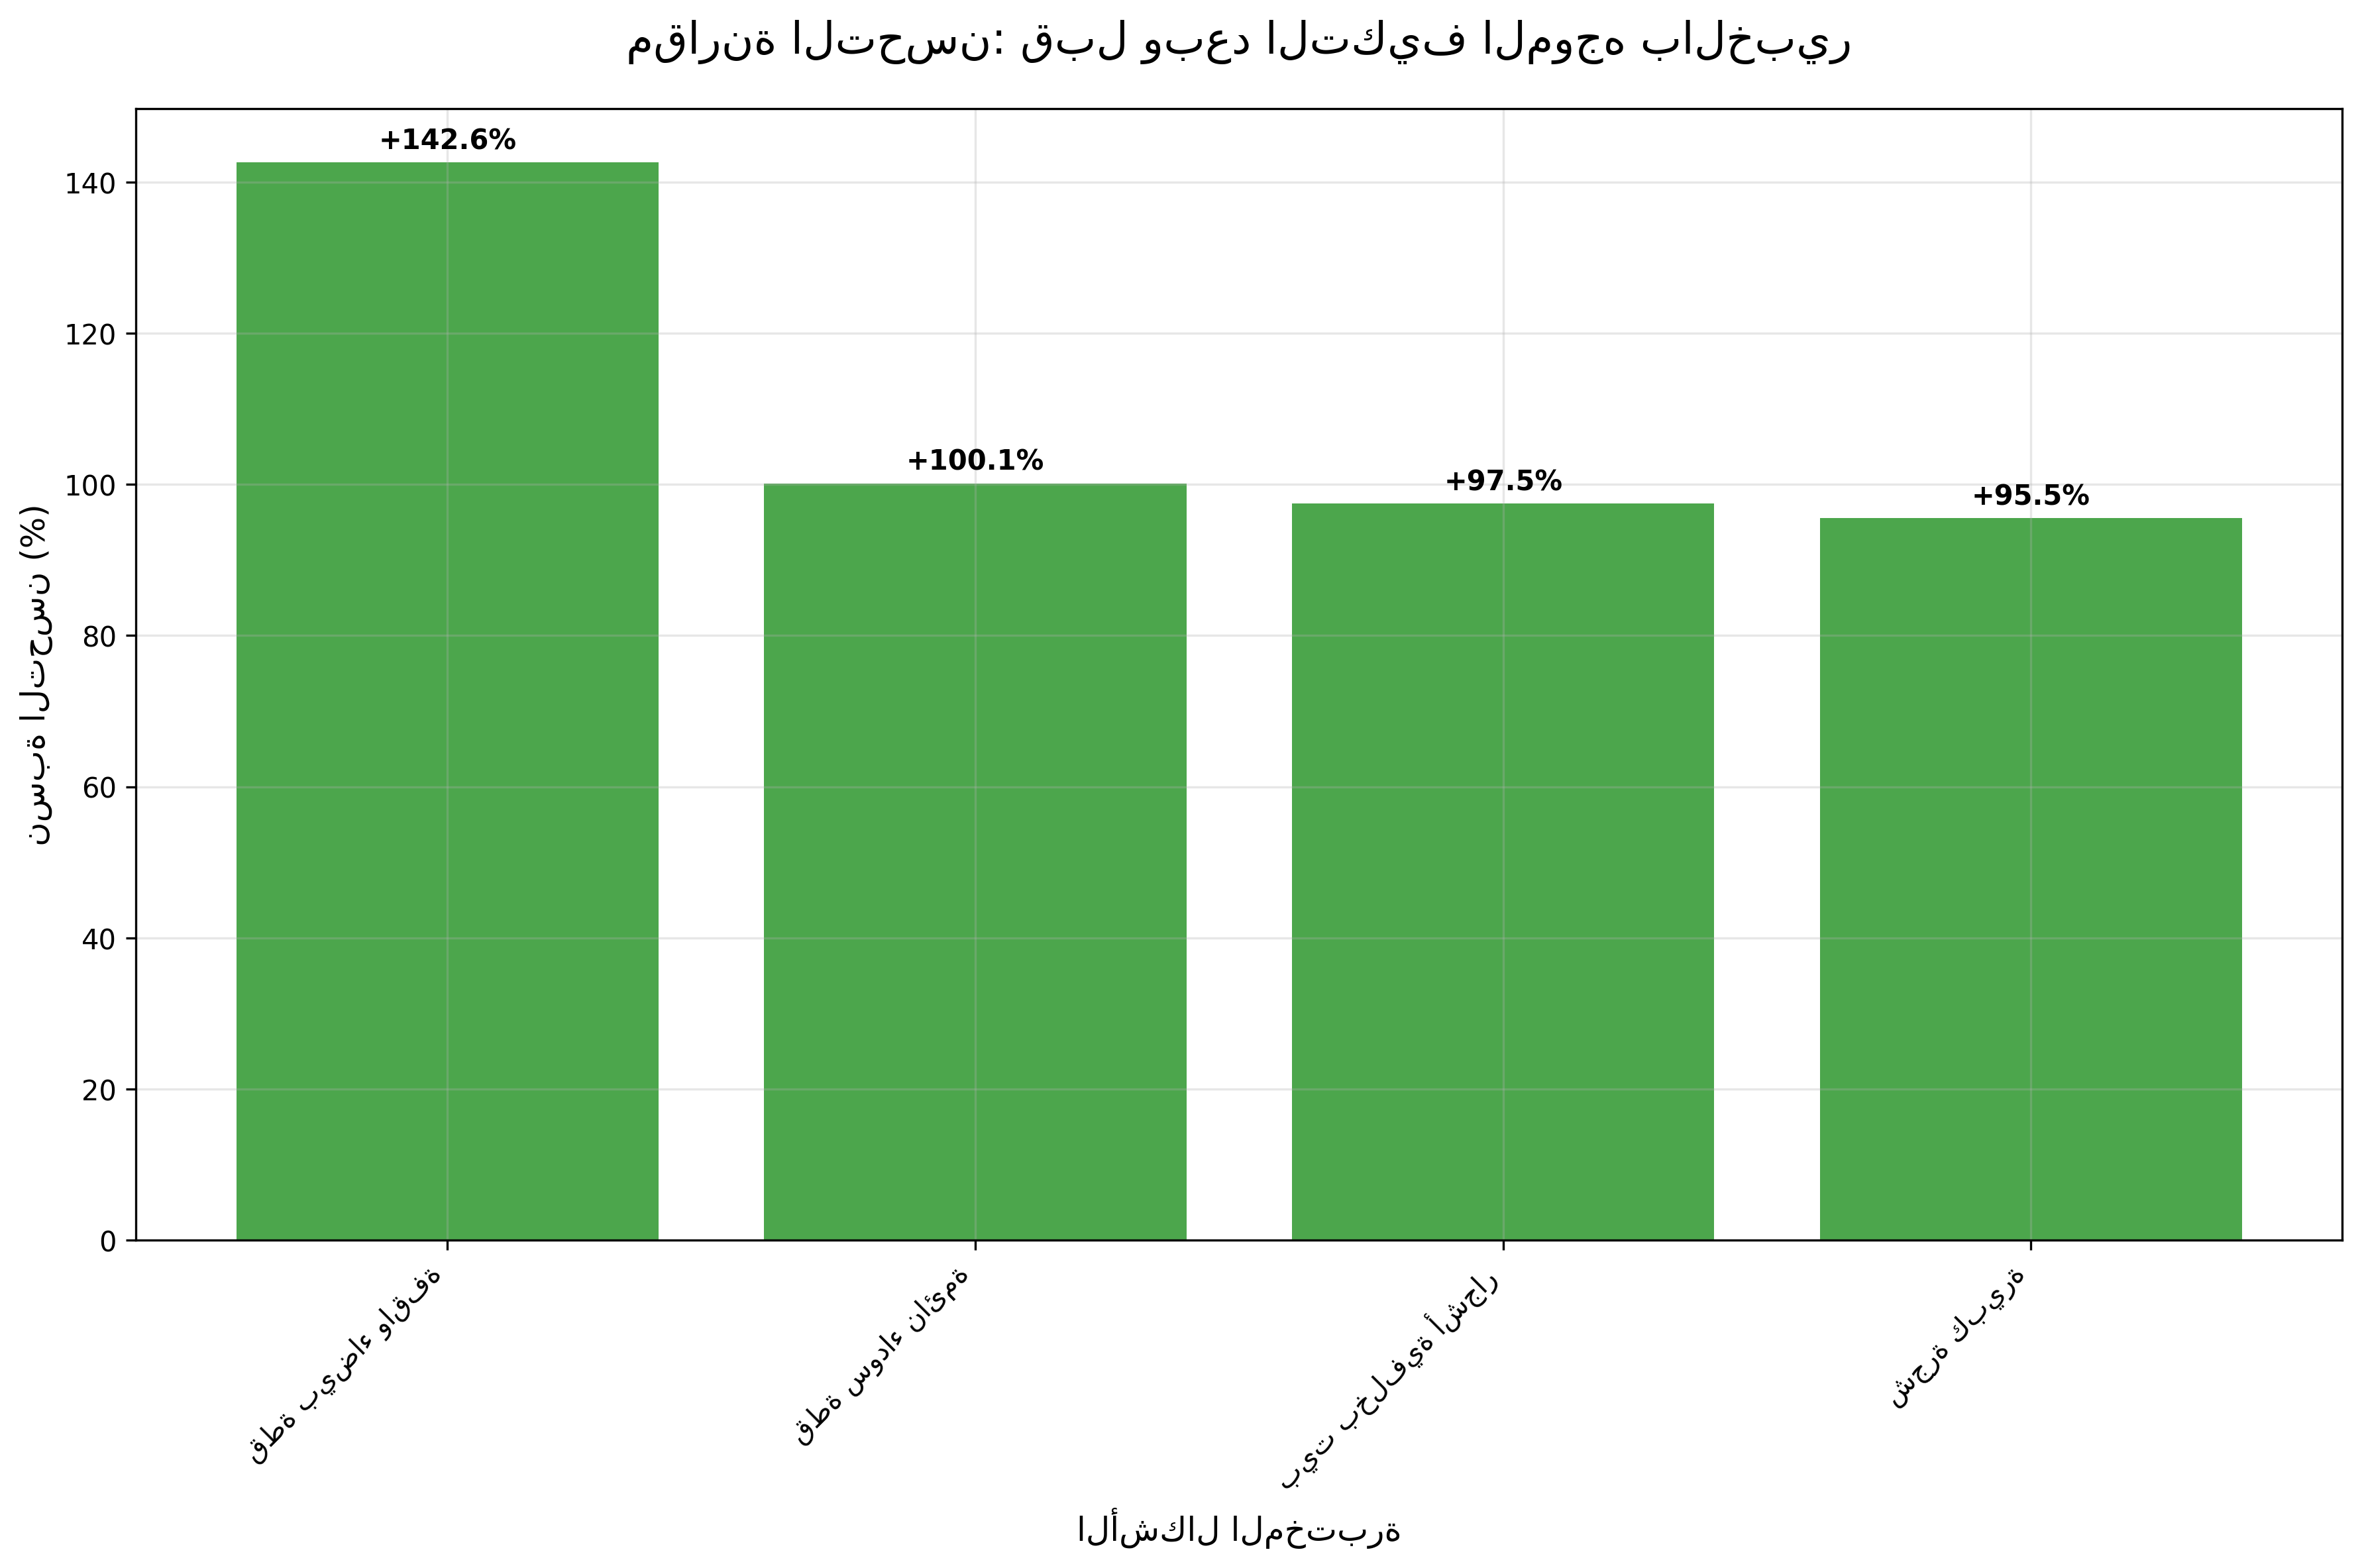 مقارنة التحسن: قبل وبعد التكيف الموجه بالخبير
نسبة التحسن (%)
140
120
100
80
60
40
20
0
+142.6%
+100.1%
+97.5%
+95.5%
قطة بيضاء واقفة
قطة سوداء نائمة
بيت بخلفية أشجار
شجرة كبيرة
الأشكال المختبرة